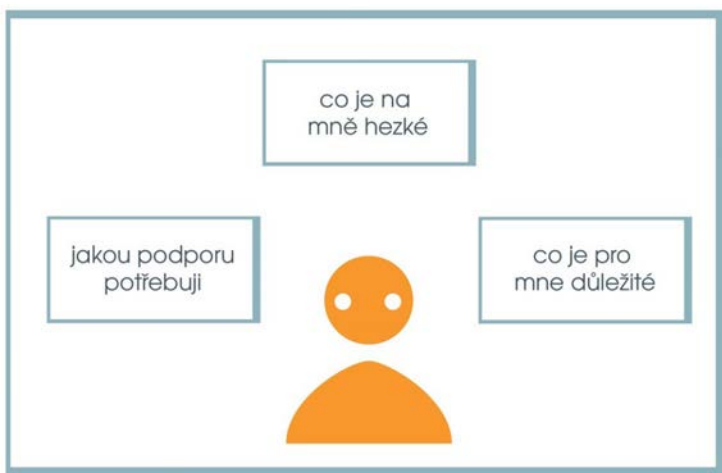 co je na
mně hezké
jakou podporu
potřebuji
co je pro
mne důležité